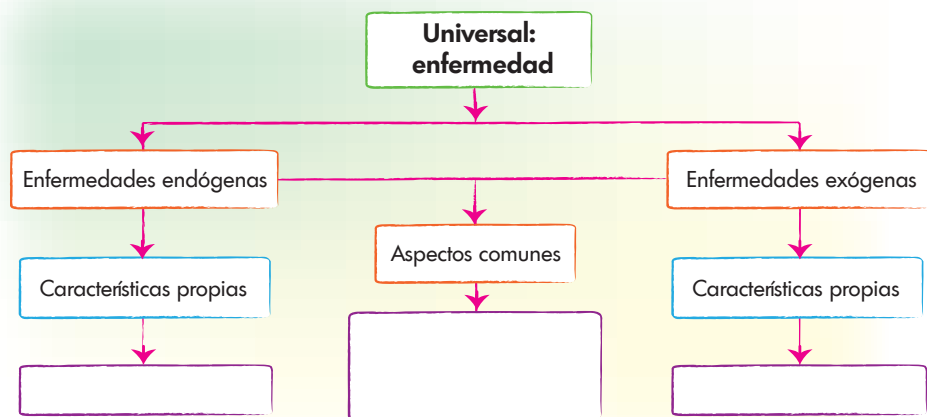 Universal:
enfermedad
Enfermedades endógenas
Enfermedades exógenas
Aspectos comunes
Características propias
Características propias